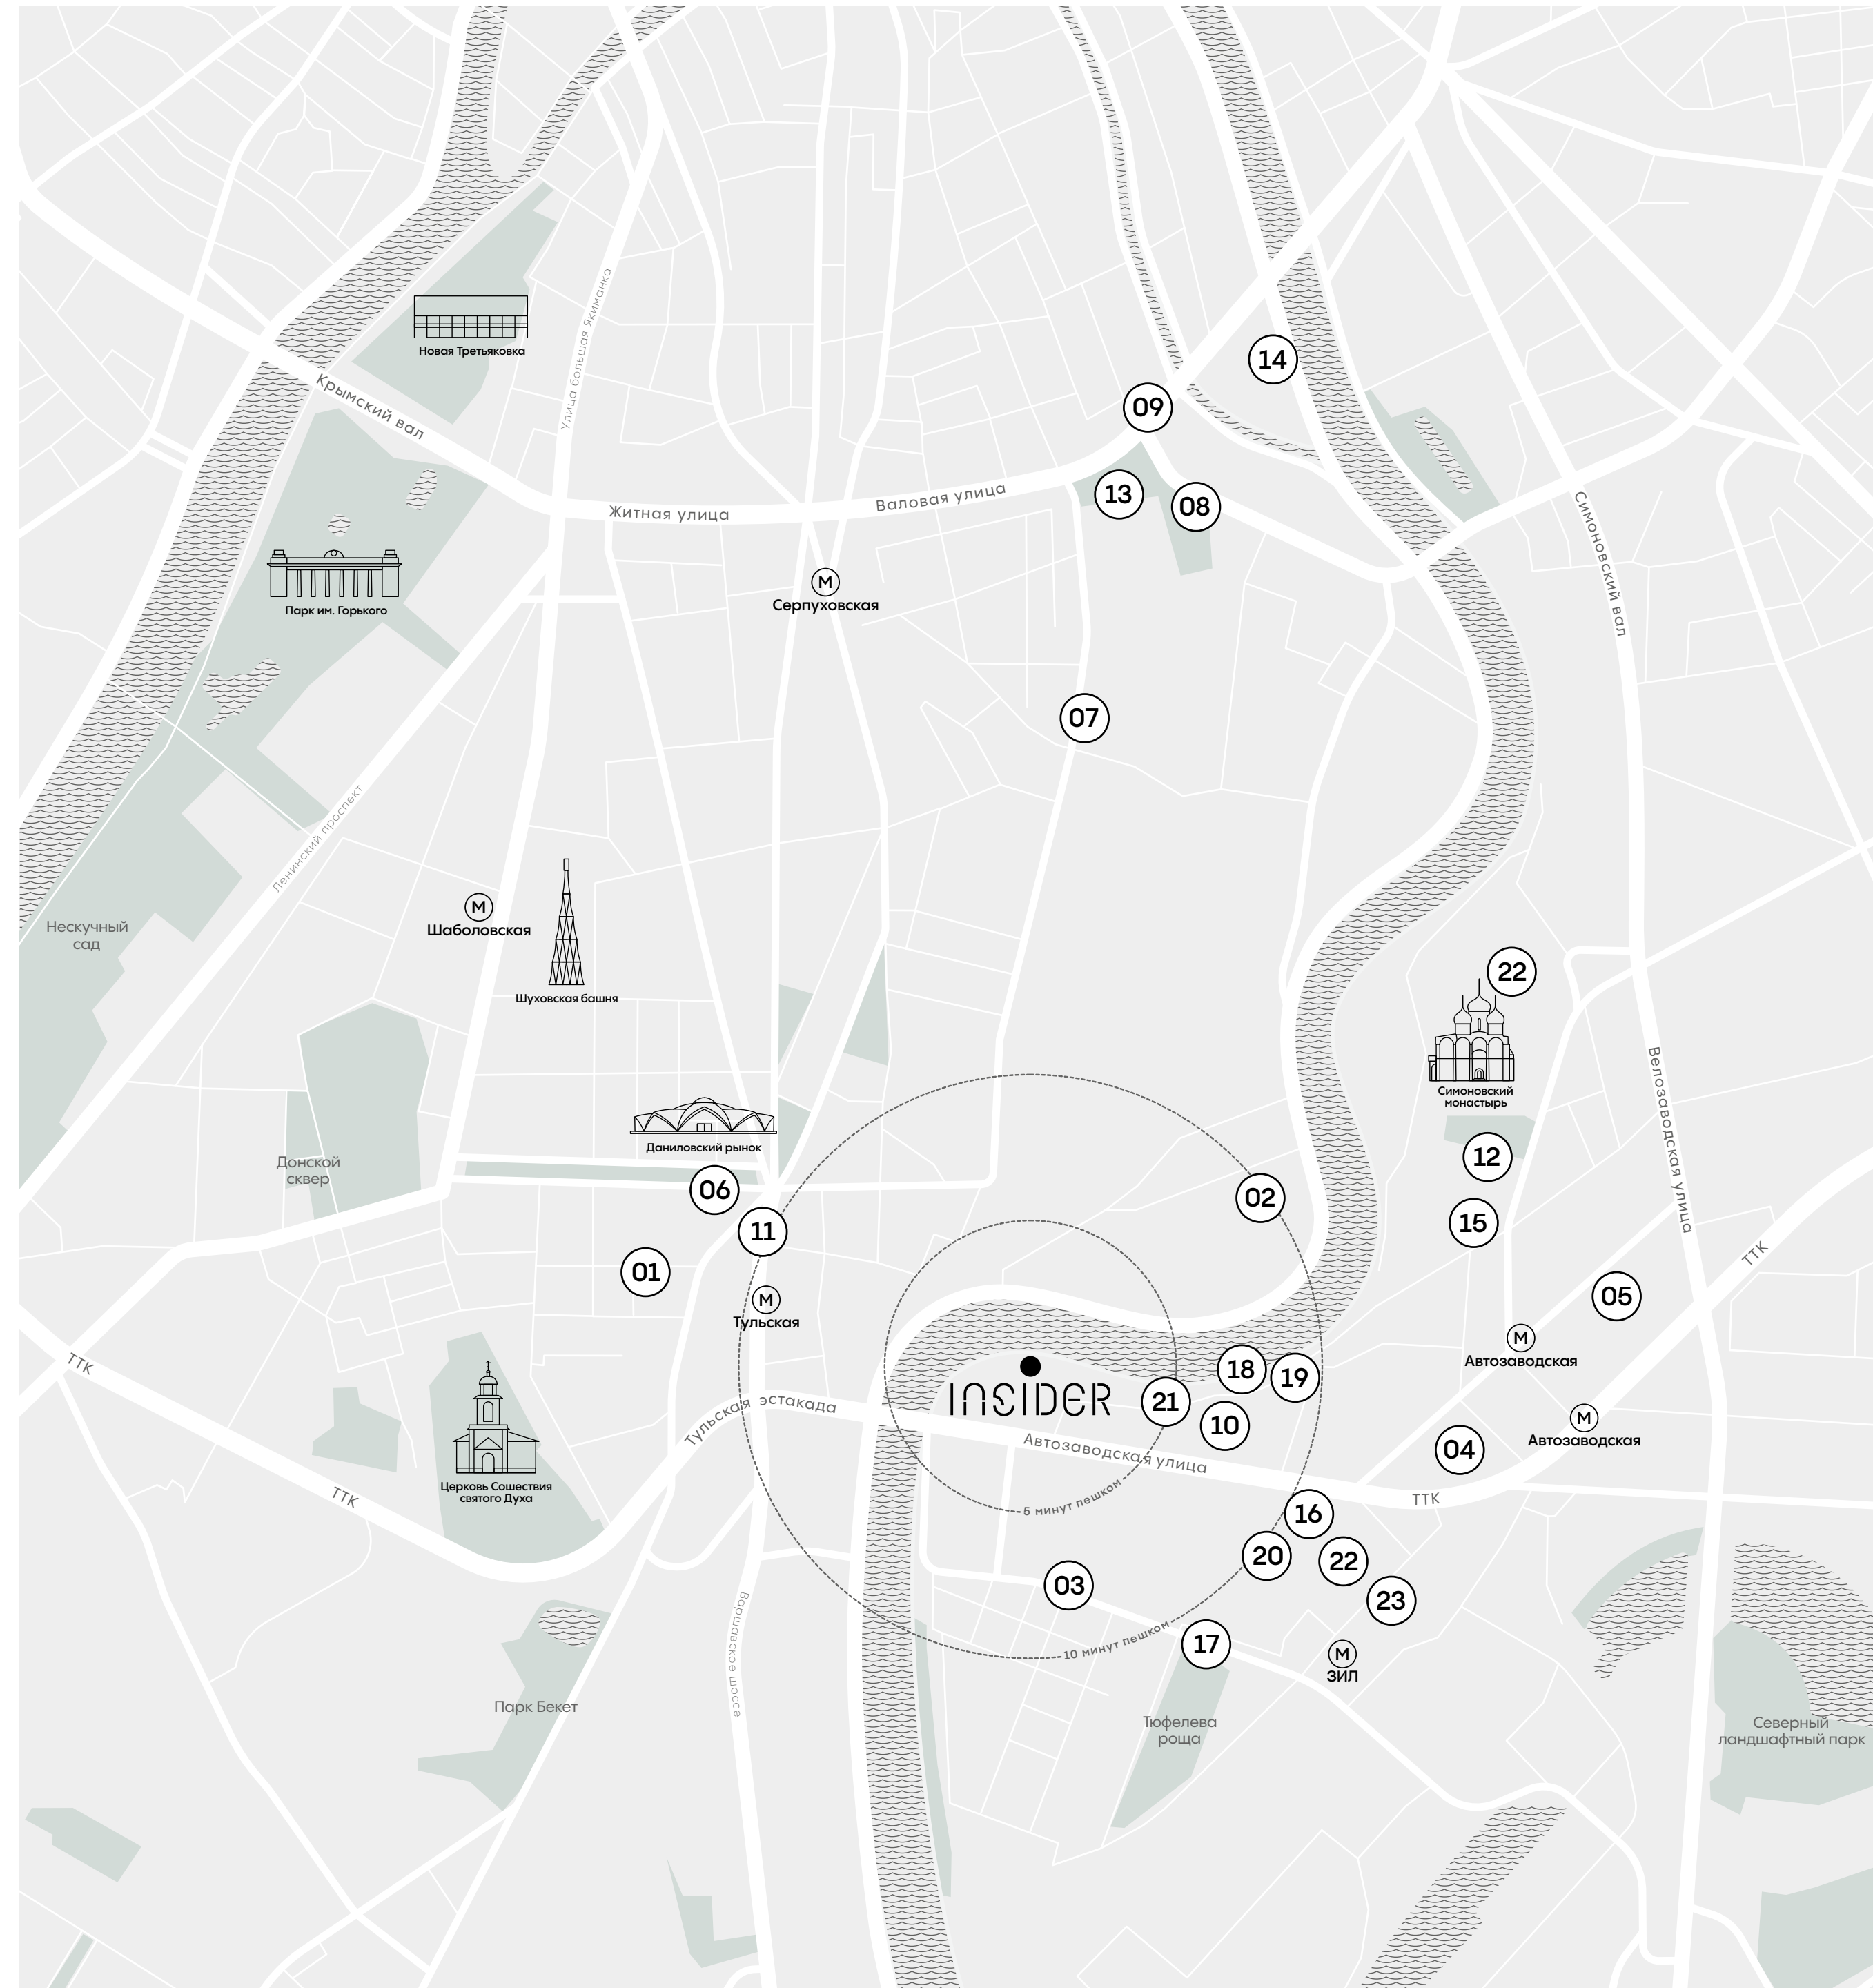 Улица большая Якиманка
Новая Третьяковка
14
Крымский вал
09
13
08
Валовая улица
Житная улица
Симоновский вал
М
Серпуховская
Парк им. Горького
07
Ленинский проспект
М
Шаболовская
Нескучный
сад
Шуховская башня
22
Симоновский
монастырь
Велозаводская улица
Даниловский рынок
12
Донской
сквер
06
02
11
15
ТТК
01
М
Тульская
05
М
Автозаводская
ТТК
INSIDER
18
19
21
10
Тульская эстакада
Автозаводская улица
М
Автозаводская
04
Церковь Сошествия
святого Духа
ТТК
ТТК
5 минут пешком
16
20
22
03
23
Варшавское шоссе
10 минут пешком
17
М
ЗИЛ
Парк Бекет
Тюфелева
роща
Северный
ландшафтный парк